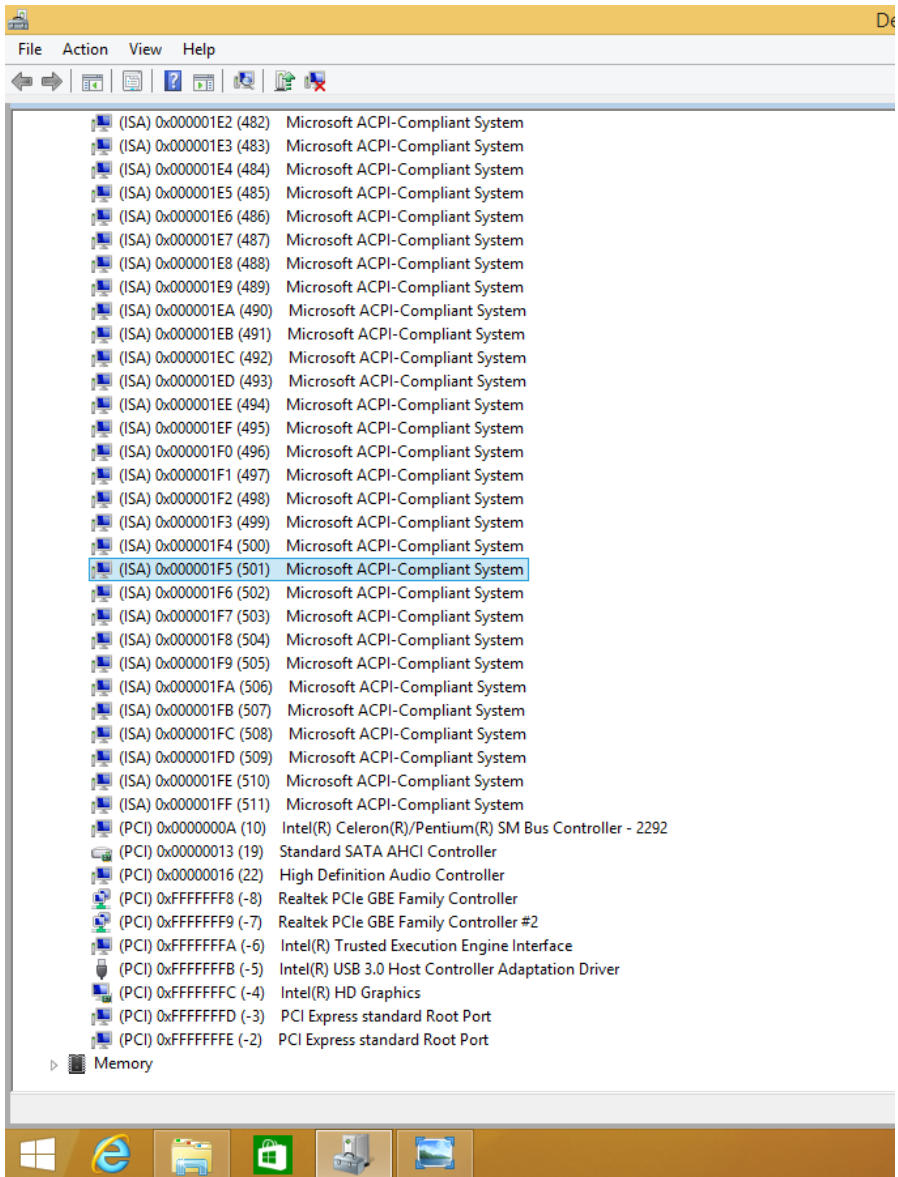 De
File Action View Help
(ISA) 0x000001E2 (482) Microsoft ACPI-Compliant System
(ISA) 0x000001E3 (483) Microsoft ACPI-Compliant System
(ISA) 0x000001E4 (484) Microsoft ACPI-Compliant System
(ISA) 0x000001E5 (485) Microsoft ACPI-Compliant System
(ISA) 0x000001E6 (486) Microsoft ACPI-Compliant System
(ISA) 0x000001E7 (487) Microsoft ACPI-Compliant System
(ISA) 0x000001E8 (488) Microsoft ACPI-Compliant System
(ISA) 0x000001E9 (489) Microsoft ACPI-Compliant System
(ISA) 0x000001EA (490) Microsoft ACPI-Compliant System
(ISA) 0x000001EB (491) Microsoft ACPI-Compliant System
(ISA) 0x000001EC (492) Microsoft ACPI-Compliant System
(ISA) 0x000001ED (493) Microsoft ACPI-Compliant System
(ISA) 0x000001EE (494) Microsoft ACPI-Compliant System
(ISA) 0x000001EF (495) Microsoft ACPI-Compliant System
(ISA) 0x000001F0 (496) Microsoft ACPI-Compliant System
(ISA) 0x000001F1 (497) Microsoft ACPI-Compliant System
(ISA) 0x000001F2 (498) Microsoft ACPI-Compliant System
(ISA) 0x000001F3 (499) Microsoft ACPI-Compliant System
(ISA) 0x000001F4 (500) Microsoft ACPI-Compliant System
(ISA) 0x000001F5 (501) Microsoft ACPI-Compliant System
(ISA) 0x000001F6 (502) Microsoft ACPI-Compliant System
(ISA) 0x000001F7 (503) Microsoft ACPI-Compliant System
(ISA) 0x000001F8 (504) Microsoft ACPI-Compliant System
(ISA) 0x000001F9 (505) Microsoft ACPI-Compliant System
(ISA) 0x000001FA (506) Microsoft ACPI-Compliant System
(ISA) 0x000001FB (507) Microsoft ACPI-Compliant System
(ISA) 0x000001FC (508) Microsoft ACPI-Compliant System
(ISA) 0x000001FD (509) Microsoft ACPI-Compliant System
(ISA) 0x000001FE (510) Microsoft ACPI-Compliant System
(ISA) 0x000001FF (511) Microsoft ACPI-Compliant System
(PCI) 0x0000000A (10) Intel(R) Celeron(R)/Pentium(R) SM Bus Controller - 2292
(PCI) 0x00000013 (19) Standard SATA AHCI Controller
(PCI) 0x00000016 (22) High Definition Audio Controller
(PCI) 0xFFFFFFF8 (-8) Realtek PCIe GBE Family Controller
(PCI) 0xFFFFFFF9 (-7) Realtek PCIe GBE Family Controller #2
(PCI) 0xFFFFFFFA (-6) Intel(R) Trusted Execution Engine Interface
(PCI) 0xFFFFFFFB (-5) Intel(R) USB 3.0 Host Controller Adaptation Driver
(PCI) 0xFFFFFFFC (-4) Intel(R) HD Graphics
(PCI) 0xFFFFFFFD (-3) PCI Express standard Root Port
(PCI) 0xFFFFFFFE (-2) PCI Express standard Root Port
Memory